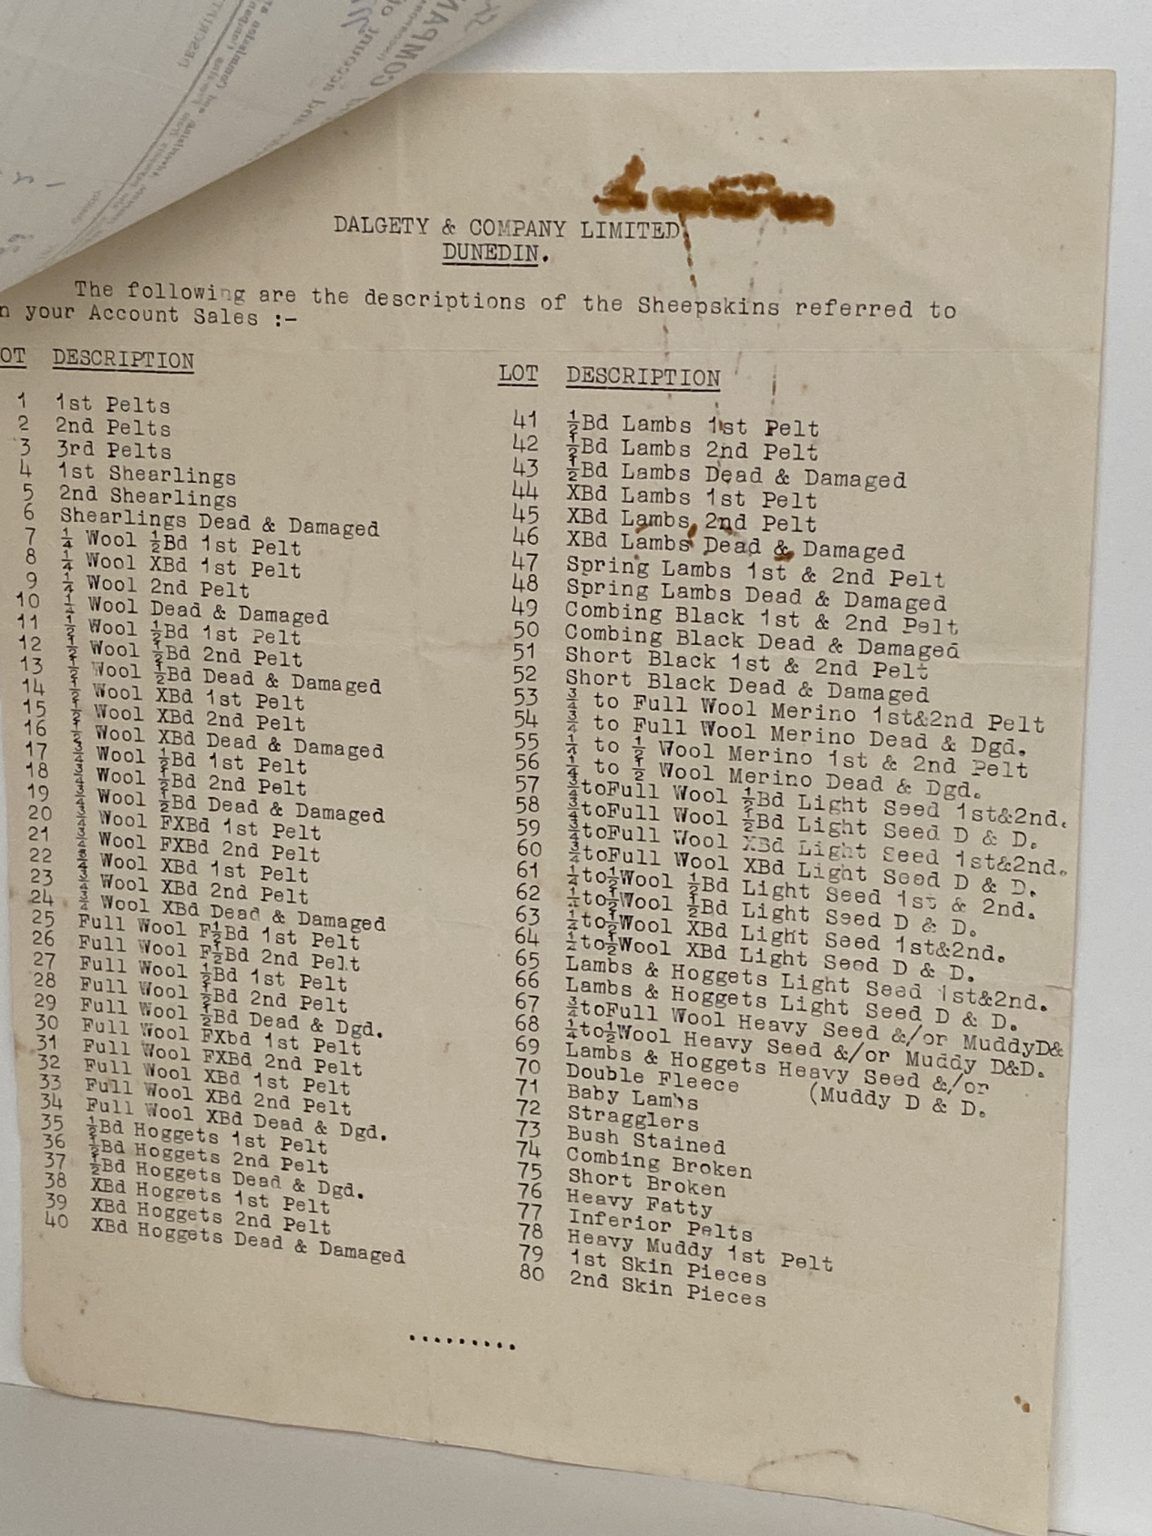 DALGETY & COMPANY LIMITED
DUNEDIN.
The following are the descriptions of the Sheepskins referred to
n your Account Sales :-
OT DESCRIPTION
1 1st Pelts
2 2nd Pelts
3 3rd Pelts
4 1st Shearlings
5 2nd Shearlings
6 Shearlings Dead & Damaged
7 ¼ Wool ½Bd 1st Pelt
8 ¼ Wool XBd 1st Pelt
9 ¼ Wool 2nd Pelt
10 ¼ Wool Dead & Damaged
11 ½ Wool ½Bd 1st Pelt
12 ½ Wool ½Bd 2nd Pelt
13 ½ Wool ½Bd Dead & Damaged
14 ½ Wool XBd 1st Pelt
15 ½ Wool XBd 2nd Pelt
16 ½ Wool XBd Dead & Damaged
17 ¾ Wool ½Bd 1st Pelt
18 ¾ Wool ½Bd 2nd Pelt
19 ¾ Wool ½Bd Dead & Damaged
20 ¾ Wool FXBd 1st Pelt
21 ¾ Wool FXBd 2nd Pelt
22 ¾ Wool XBd 1st Pelt
23 ¾ Wool XBd 2nd Pelt
24 ¾ Wool XBd Dead & Damaged
25 Full Wool F½Bd 1st Pelt
26 Full Wool F½Bd 2nd Pelt
27 Full Wool ½Bd 1st Pelt
28 Full Wool ½Bd 2nd Pelt
29 Full Wool ½Bd Dead & Dgd.
30 Full Wool FXbd 1st Pelt
31 Full Wool FXBd 2nd Pelt
32 Full Wool XBd 1st Pelt
33 Full Wool XBd 2nd Pelt
34 Full Wool XBd Dead & Dgd.
35 ½Bd Hoggets 1st Pelt
36 ½Bd Hoggets 2nd Pelt
37 ½Bd Hoggets Dead & Dgd.
38 XBd Hoggets 1st Pelt
39 XBd Hoggets 2nd Pelt
40 XBd Hoggets Dead & Damaged
LOT DESCRIPTION
41 ½Bd Lambs 1st Pelt
42 ½Bd Lambs 2nd Pelt
43 ½Bd Lambs Dead & Damaged
44 XBd Lambs 1st Pelt
45 XBd Lambs 2nd Pelt
46 XBd Lambs Dead & Damaged
47 Spring Lambs 1st & 2nd Pelt
48 Spring Lambs Dead & Damaged
49 Combing Black 1st & 2nd Pelt
50 Combing Black Dead & Damaged
51 Short Black 1st & 2nd Pelt
52 Short Black Dead & Damaged
53 ¾ to Full Wool Merino 1st&2nd Pelt
54 ¾ to Full Wool Merino Dead & Dgd.
55 ¼ to ½ Wool Merino 1st & 2nd Pelt
56 ¼ to ½ Wool Merino Dead & Dgd.
57 ¾toFull Wool ½Bd Light Seed 1st&2nd.
58 ¾toFull Wool ½Bd Light Seed D & D.
59 ¾toFull Wool XBd Light Seed 1st&2nd.
60 ¾toFull Wool XBd Light Seed D & D.
61 ¼to½Wool ½Bd Light Seed 1st & 2nd.
62 ¼to½Wool ½Bd Light Seed D & D.
63 ¼to½Wool XBd Light Seed 1st&2nd.
64 ¼to½Wool XBd Light Seed D & D.
65 Lambs & Hoggets Light Seed 1st&2nd.
66 Lambs & Hoggets Light Seed D & D.
67 ¾toFull Wool Heavy Seed &/or MuddyD&
68 ¼to½Wool Heavy Seed &/or Muddy D&D.
69 Lambs & Hoggets Heavy Seed &/or
70 Double Fleece (Muddy D & D.
71 Baby Lambs
72 Stragglers
73 Bush Stained
74 Combing Broken
75 Short Broken
76 Heavy Fatty
77 Inferior Pelts
78 Heavy Muddy 1st Pelt
79 1st Skin Pieces
80 2nd Skin Pieces
.........